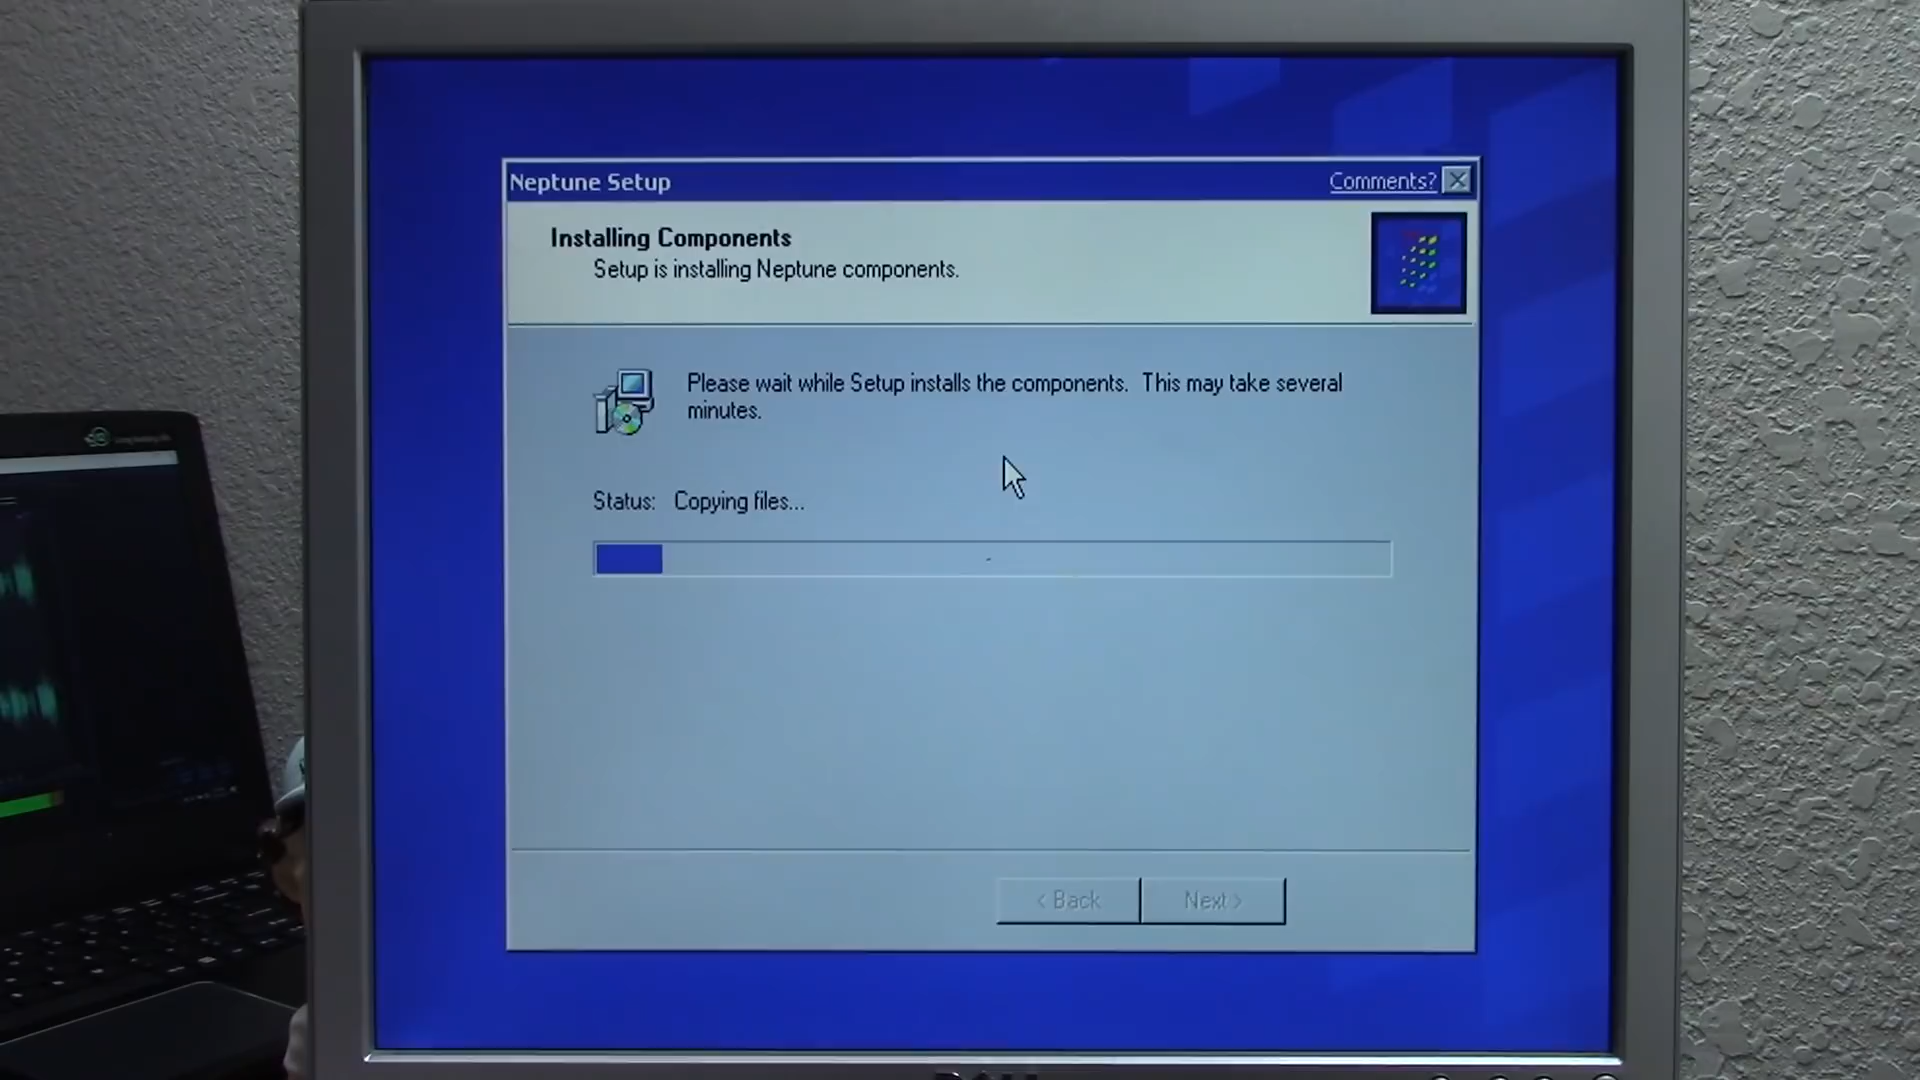 Neptune Setup
Comments?
Installing Components
Setup is installing Neptune components.
Please wait while Setup installs the components. This may take several
minutes.
Status: Copying files...
< Back
Next >